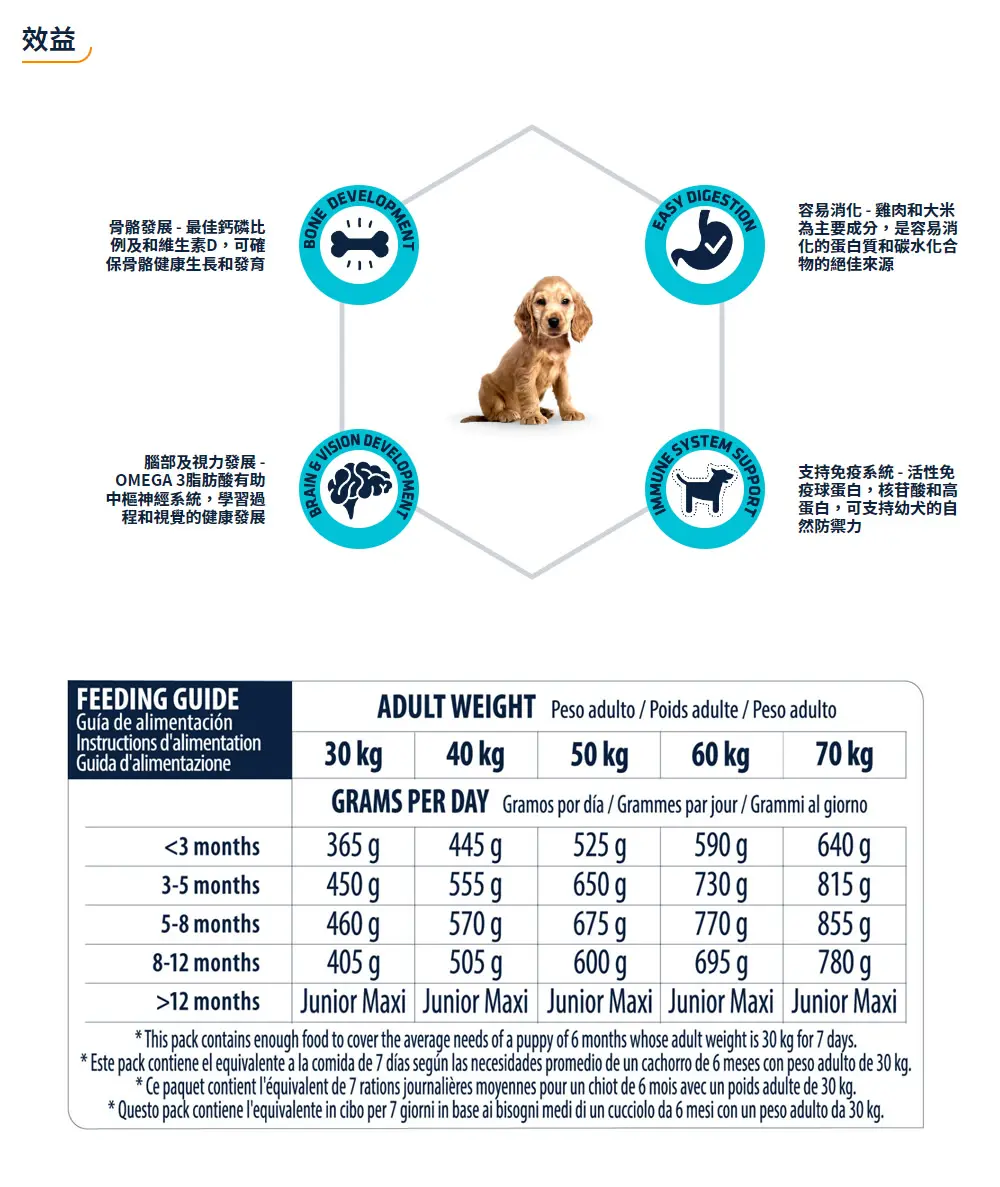 效益
BONE DEVELOPMENT
骨骼發展 - 最佳鈣磷比
例及和維生素D，可確
保骨骼健康生長和發育
EASY DIGESTION
容易消化 - 雞肉和大米
為主要成分，是容易消
化的蛋白質和碳水化合
物的絕佳來源
BRAIN & VISION DEVELOPMENT
腦部及視力發展 -
OMEGA 3脂肪酸有助
中樞神經系統，學習過
程和視覺的健康發展
IMMUNE SYSTEM SUPPORT
支持免疫系統 - 活性免
疫球蛋白，核苷酸和高
蛋白，可支持幼犬的自
然防禦力
FEEDING GUIDE
Guía de alimentación
Instructions d'alimentation
Guida d'alimentazione
ADULT WEIGHT Peso adulto / Poids adulte / Peso adulto
30 kg 40 kg 50 kg 60 kg 70 kg
GRAMS PER DAY Gramos por día / Grammes par jour / Grammi al giorno
<3 months 365 g 445 g 525 g 590 g 640 g
3-5 months 450 g 555 g 650 g 730 g 815 g
5-8 months 460 g 570 g 675 g 770 g 855 g
8-12 months 405 g 505 g 600 g 695 g 780 g
>12 months Junior Maxi Junior Maxi Junior Maxi Junior Maxi Junior Maxi
* This pack contains enough food to cover the average needs of a puppy of 6 months whose adult weight is 30 kg for 7 days.
* Este pack contiene el equivalente a la comida de 7 días según las necesidades promedio de un cachorro de 6 meses con peso adulto de 30 kg.
* Ce paquet contient l'équivalent de 7 rations journalières moyennes pour un chiot de 6 mois avec un poids adulte de 30 kg.
* Questo pack contiene l'equivalente in cibo per 7 giorni in base ai bisogni medi di un cucciolo da 6 mesi con un peso adulto da 30 kg.